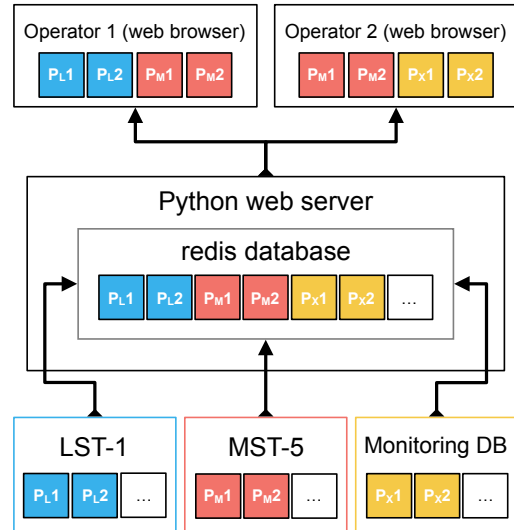 Operator 1 (web browser)
PL1 PL2 PM1 PM2
Operator 2 (web browser)
PM1 PM2 PX1 PX2
Python web server
redis database
PL1 PL2 PM1 PM2 PX1 PX2 ...
LST-1
PL1 PL2 ...
MST-5
PM1 PM2 ...
Monitoring DB
PX1 PX2 ...